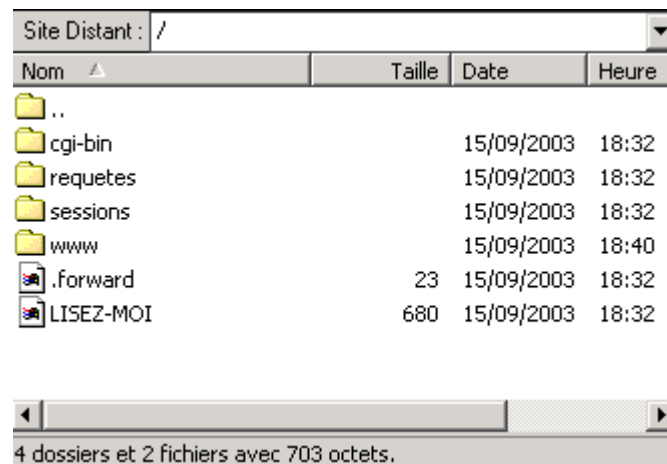 Site Distant : /
Nom Taille Date Heure
..
cgi-bin 15/09/2003 18:32
requetes 15/09/2003 18:32
sessions 15/09/2003 18:32
www 15/09/2003 18:40
.forward 23 15/09/2003 18:32
LISEZ-MOI 680 15/09/2003 18:32
4 dossiers et 2 fichiers avec 703 octets.